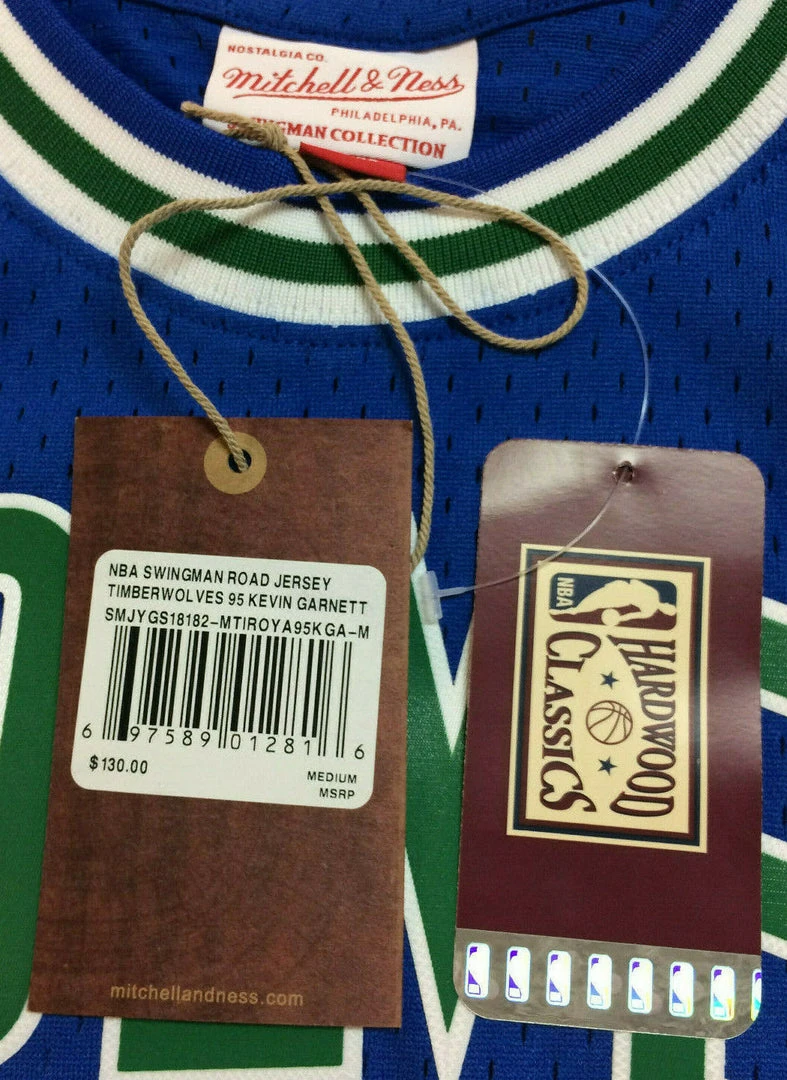 NOSTALGIA CO.
Mitchell & Ness
PHILADELPHIA, PA.
COLLECTION
NBA SWINGMAN ROAD JERSEY
TIMBERWOLVES 95 KEVIN GARNETT
SMJYGS18182-MTIROYA95KGA-M
6 97589 01281 6
$130.00
MEDIUM
MSRP
mitchellandness.com
NBA
HARDWOOD
CLASSICS